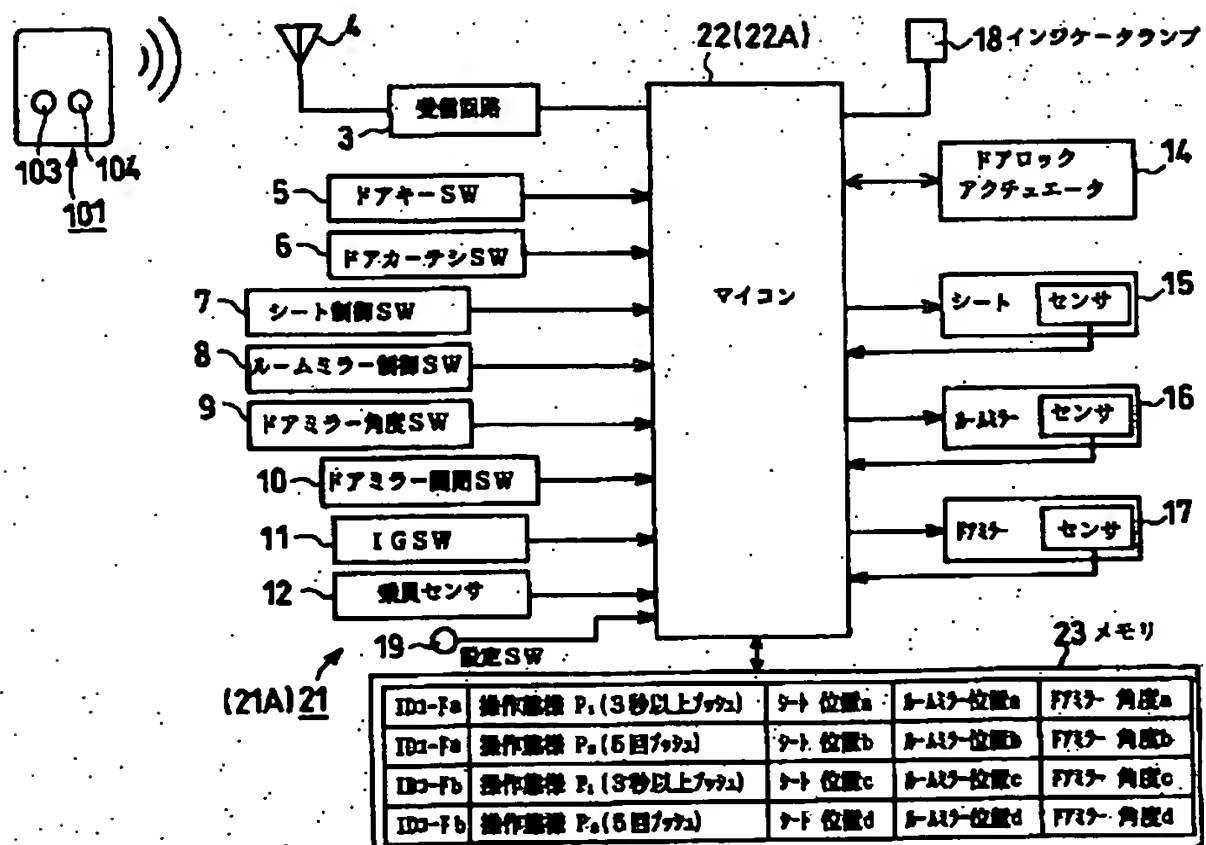 4
22(22A)
18 インジケータランプ
受信回路
3
103 104
101
ドアロック
アクチュエータ
14
5 ドアキーSW
6 ドアカーテシSW
マイコン
7 シート制御SW
シート センサ 15
8 ルームミラー制御SW
9 ドアミラー角度SW
ルームミラー センサ 16
10 ドアミラー開閉SW
11 IGSW
ドアミラー センサ 17
12 乗員センサ
19 設定SW
23 メモリ
(21A) 21
IDコードa 操作態様 P₁(3秒以上プッシュ) シート 位置a ルームミラー位置a ドアミラー 角度a
IDコードa 操作態様 P₂(5回プッシュ) シート 位置b ルームミラー位置b ドアミラー 角度b
IDコードb 操作態様 P₁(3秒以上プッシュ) シート 位置c ルームミラー位置c ドアミラー 角度c
IDコードb 操作態様 P₂(5回プッシュ) シート 位置d ルームミラー位置d ドアミラー 角度d